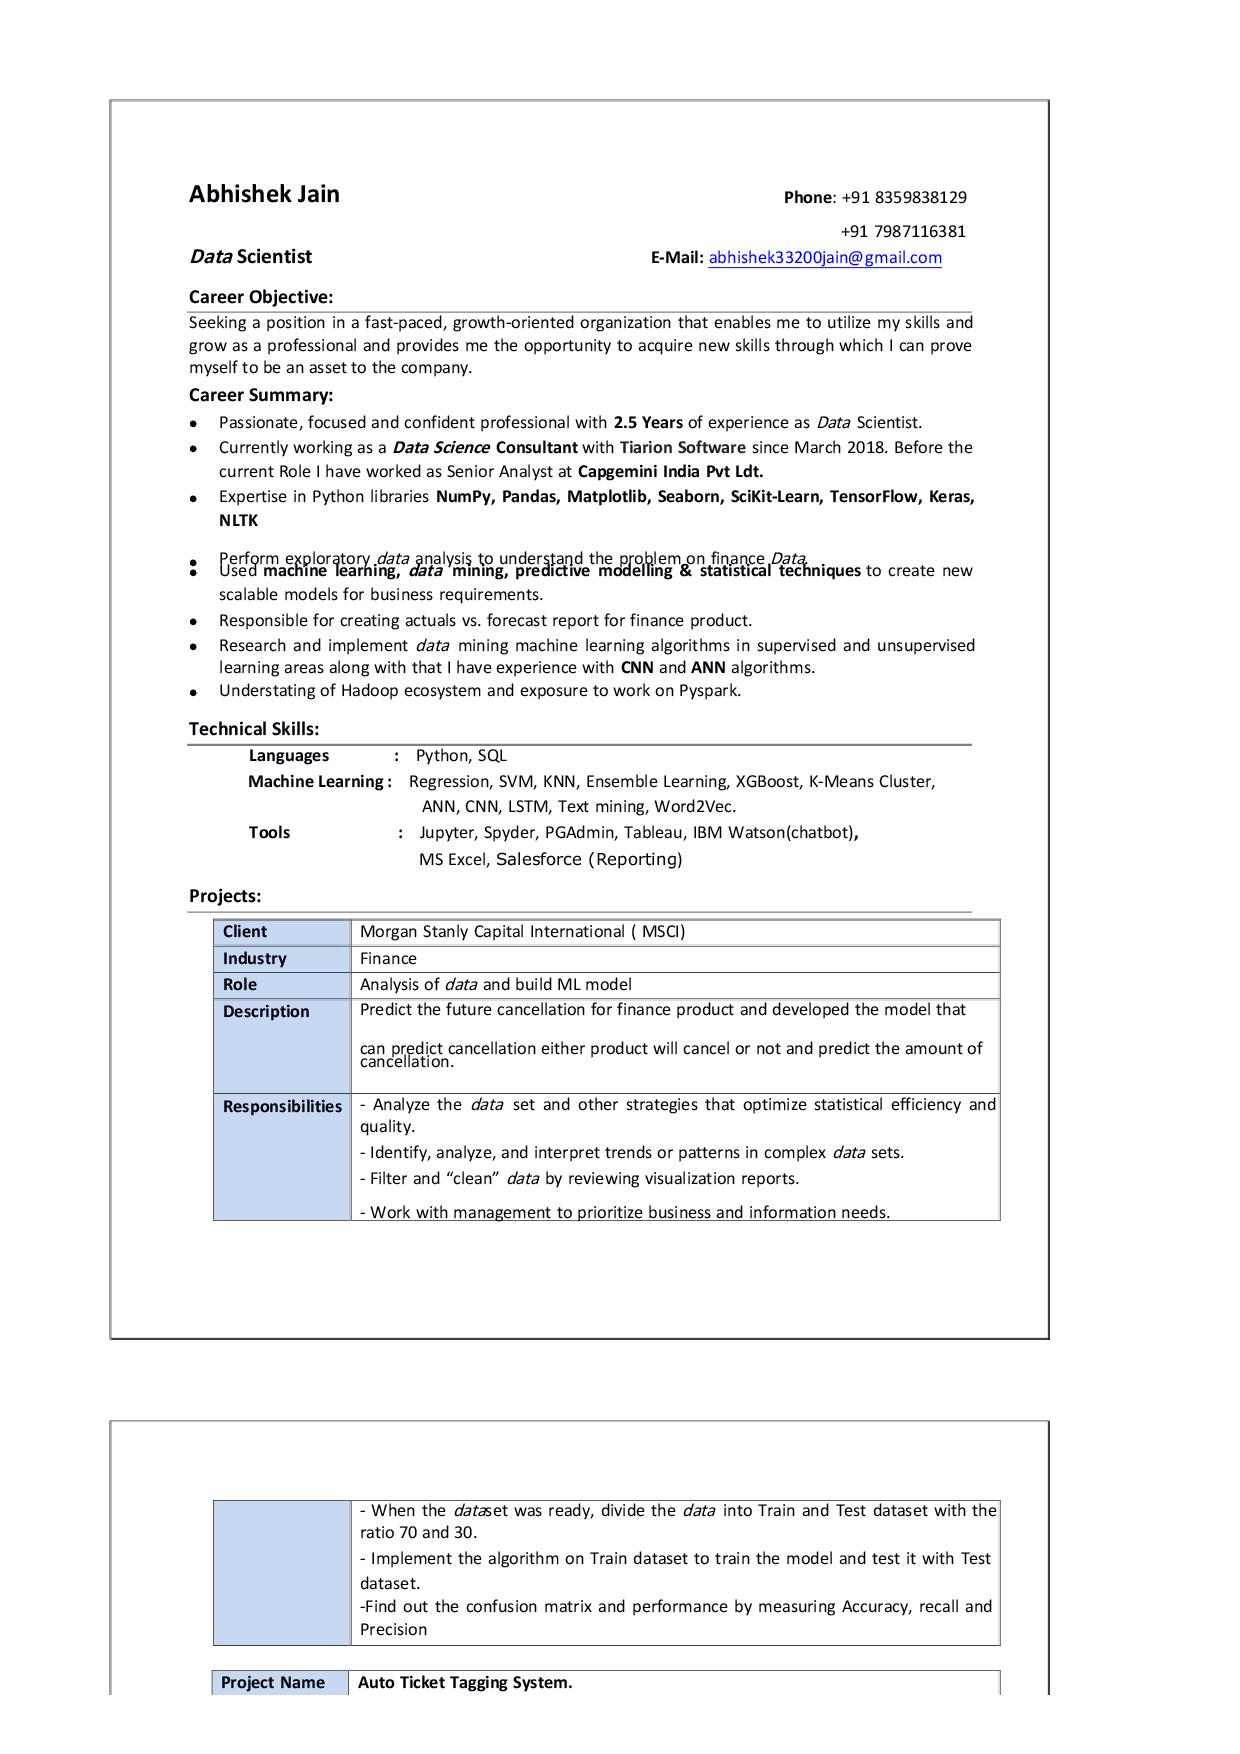 Abhishek Jain
Phone: +91 8359838129
+91 7987116381
Data Scientist
E-Mail: abhishek33200jain@gmail.com
Career Objective:
Seeking a position in a fast-paced, growth-oriented organization that enables me to utilize my skills and
grow as a professional and provides me the opportunity to acquire new skills through which I can prove
myself to be an asset to the company.
Career Summary:
● Passionate, focused and confident professional with 2.5 Years of experience as Data Scientist.
● Currently working as a Data Science Consultant with Tiarion Software since March 2018. Before the
current Role I have worked as Senior Analyst at Capgemini India Pvt Ldt.
● Expertise in Python libraries NumPy, Pandas, Matplotlib, Seaborn, SciKit-Learn, TensorFlow, Keras,
NLTK
● Perform exploratory data analysis to understand the problem on finance Data.
● Used machine learning, data mining, predictive modelling & statistical techniques to create new
scalable models for business requirements.
● Responsible for creating actuals vs. forecast report for finance product.
● Research and implement data mining machine learning algorithms in supervised and unsupervised
learning areas along with that I have experience with CNN and ANN algorithms.
● Understating of Hadoop ecosystem and exposure to work on Pyspark.
Technical Skills:
Languages : Python, SQL
Machine Learning : Regression, SVM, KNN, Ensemble Learning, XGBoost, K-Means Cluster,
ANN, CNN, LSTM, Text mining, Word2Vec.
Tools : Jupyter, Spyder, PGAdmin, Tableau, IBM Watson(chatbot),
MS Excel, Salesforce (Reporting)
Projects:
Client Morgan Stanly Capital International ( MSCI)
Industry Finance
Role Analysis of data and build ML model
Description Predict the future cancellation for finance product and developed the model that
can predict cancellation either product will cancel or not and predict the amount of
cancellation.
Responsibilities - Analyze the data set and other strategies that optimize statistical efficiency and
quality.
- Identify, analyze, and interpret trends or patterns in complex data sets.
- Filter and “clean” data by reviewing visualization reports.
- Work with management to prioritize business and information needs.
- When the dataset was ready, divide the data into Train and Test dataset with the
ratio 70 and 30.
- Implement the algorithm on Train dataset to train the model and test it with Test
dataset.
-Find out the confusion matrix and performance by measuring Accuracy, recall and
Precision
Project Name Auto Ticket Tagging System.